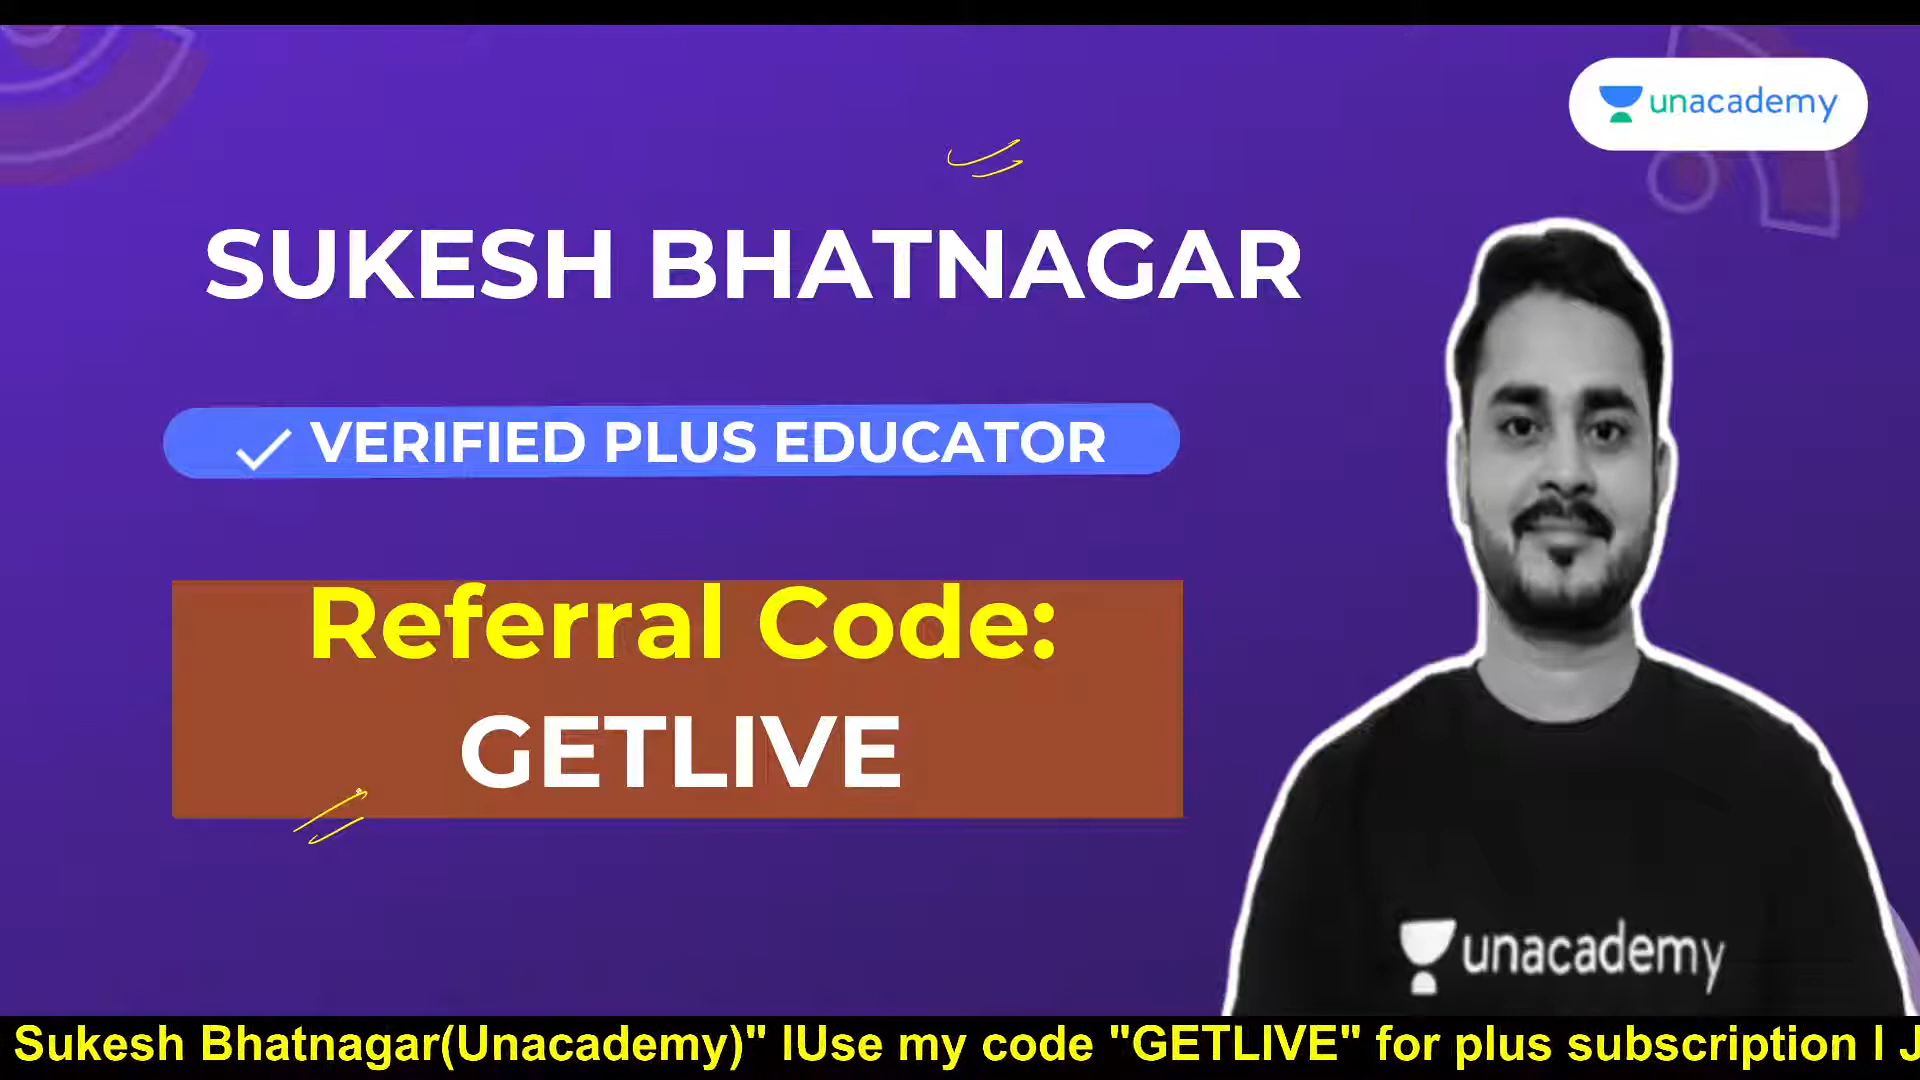 unacademy
SUKESH BHATNAGAR
VERIFIED PLUS EDUCATOR
Referral Code:
GETLIVE
unacademy
Sukesh Bhatnagar(Unacademy)" lUse my code "GETLIVE" for plus subscription l J